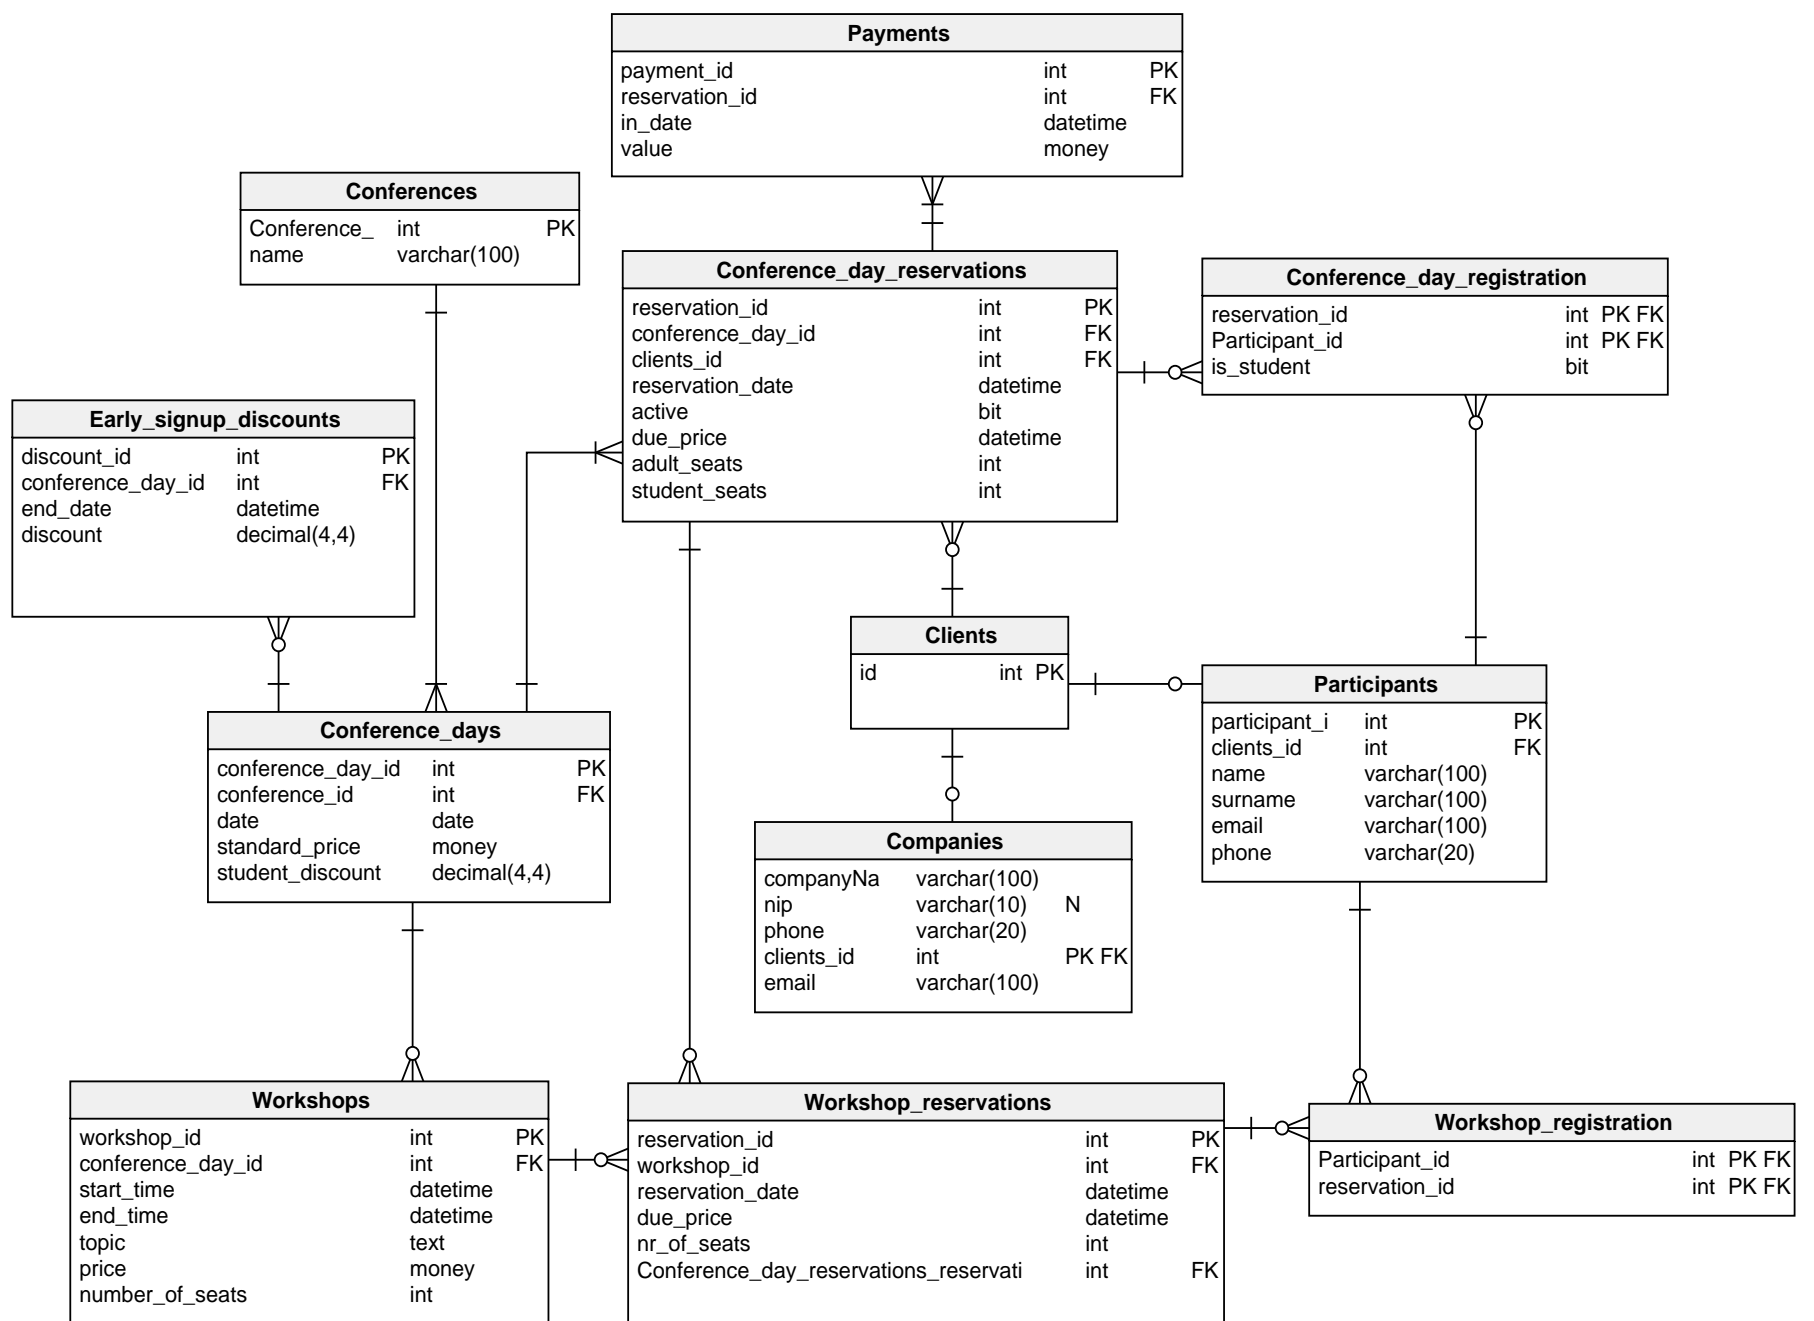 Payments
payment_id int PK
reservation_id int FK
in_date datetime
value money
Conferences
Conference_ int PK
name varchar(100)
Conference_day_reservations
reservation_id int PK
conference_day_id int FK
clients_id int FK
reservation_date datetime
active bit
due_price datetime
adult_seats int
student_seats int
Conference_day_registration
reservation_id int PK FK
Participant_id int PK FK
is_student bit
Early_signup_discounts
discount_id int PK
conference_day_id int FK
end_date datetime
discount decimal(4,4)
Clients
id int PK
Participants
participant_i int PK
clients_id int FK
name varchar(100)
surname varchar(100)
email varchar(100)
phone varchar(20)
Conference_days
conference_day_id int PK
conference_id int FK
date date
standard_price money
student_discount decimal(4,4)
Companies
companyNa varchar(100)
nip varchar(10) N
phone varchar(20)
clients_id int PK FK
email varchar(100)
Workshops
workshop_id int PK
conference_day_id int FK
start_time datetime
end_time datetime
topic text
price money
number_of_seats int
Workshop_reservations
reservation_id int PK
workshop_id int FK
reservation_date datetime
due_price datetime
nr_of_seats int
Conference_day_reservations_reservati int FK
Workshop_registration
Participant_id int PK FK
reservation_id int PK FK